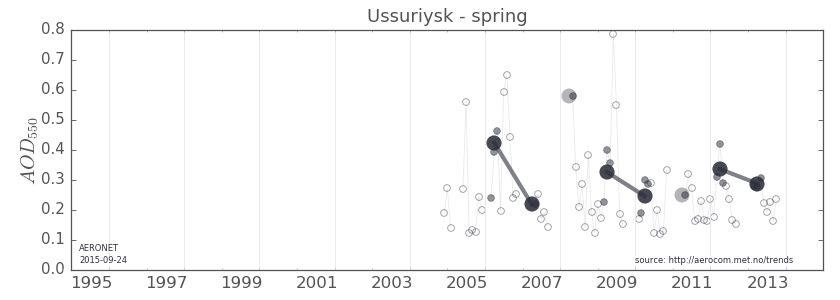 Ussuriysk - spring
0.8
0.7
0.6
0.5
0.4
0.3
0.2
0.1
0.0
AOD550
AERONET
2015-09-24
source: http://aerocom.met.no/trends
1995 1997 1999 2001 2003 2005 2007 2009 2011 2013